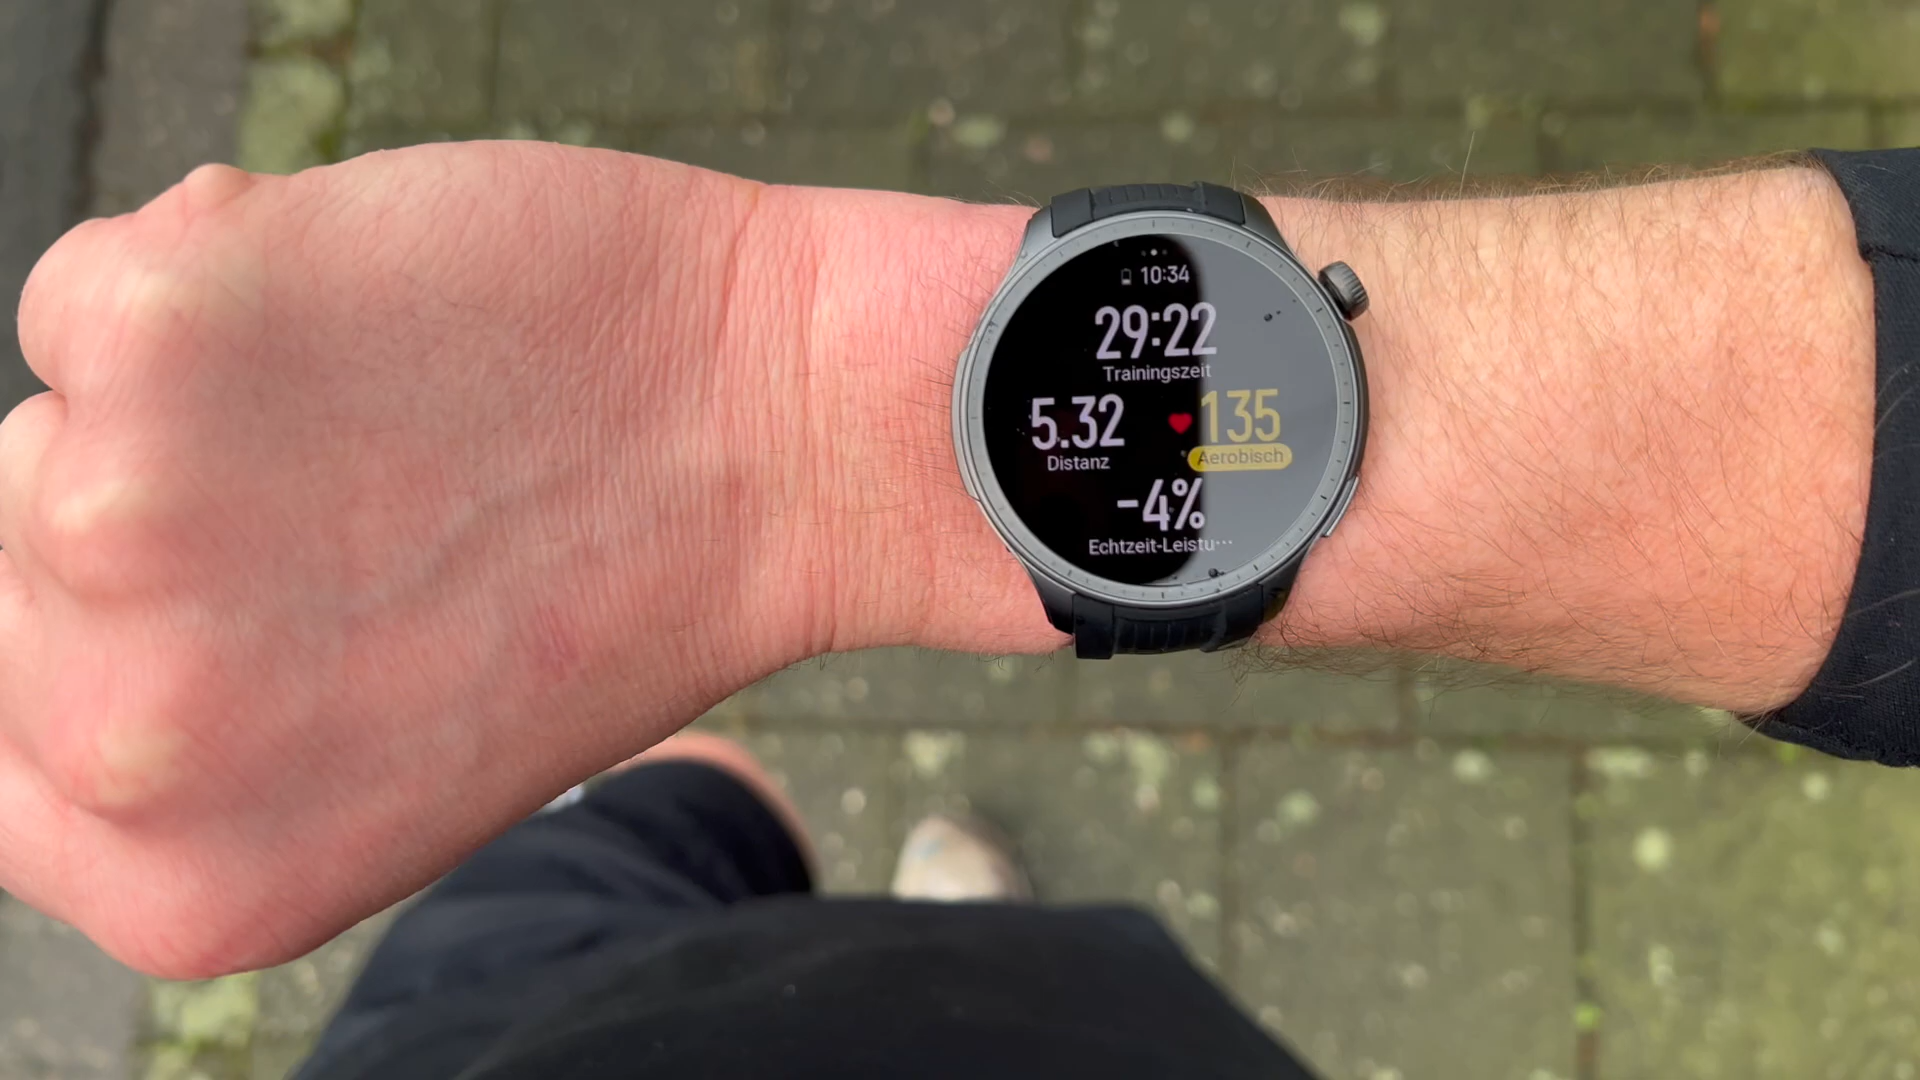 10:34
29:22
Trainingszeit
5.32
135
Distanz
Aerobisch
-4%
Echtzeit-Leistu...